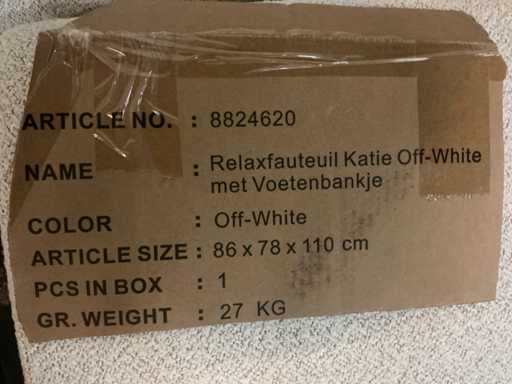 ARTICLE NO. : 8824620
NAME : Relaxfauteuil Katie Off-White
met Voetenbankje
COLOR : Off-White
ARTICLE SIZE : 86 x 78 x 110 cm
PCS IN BOX : 1
GR. WEIGHT : 27 KG